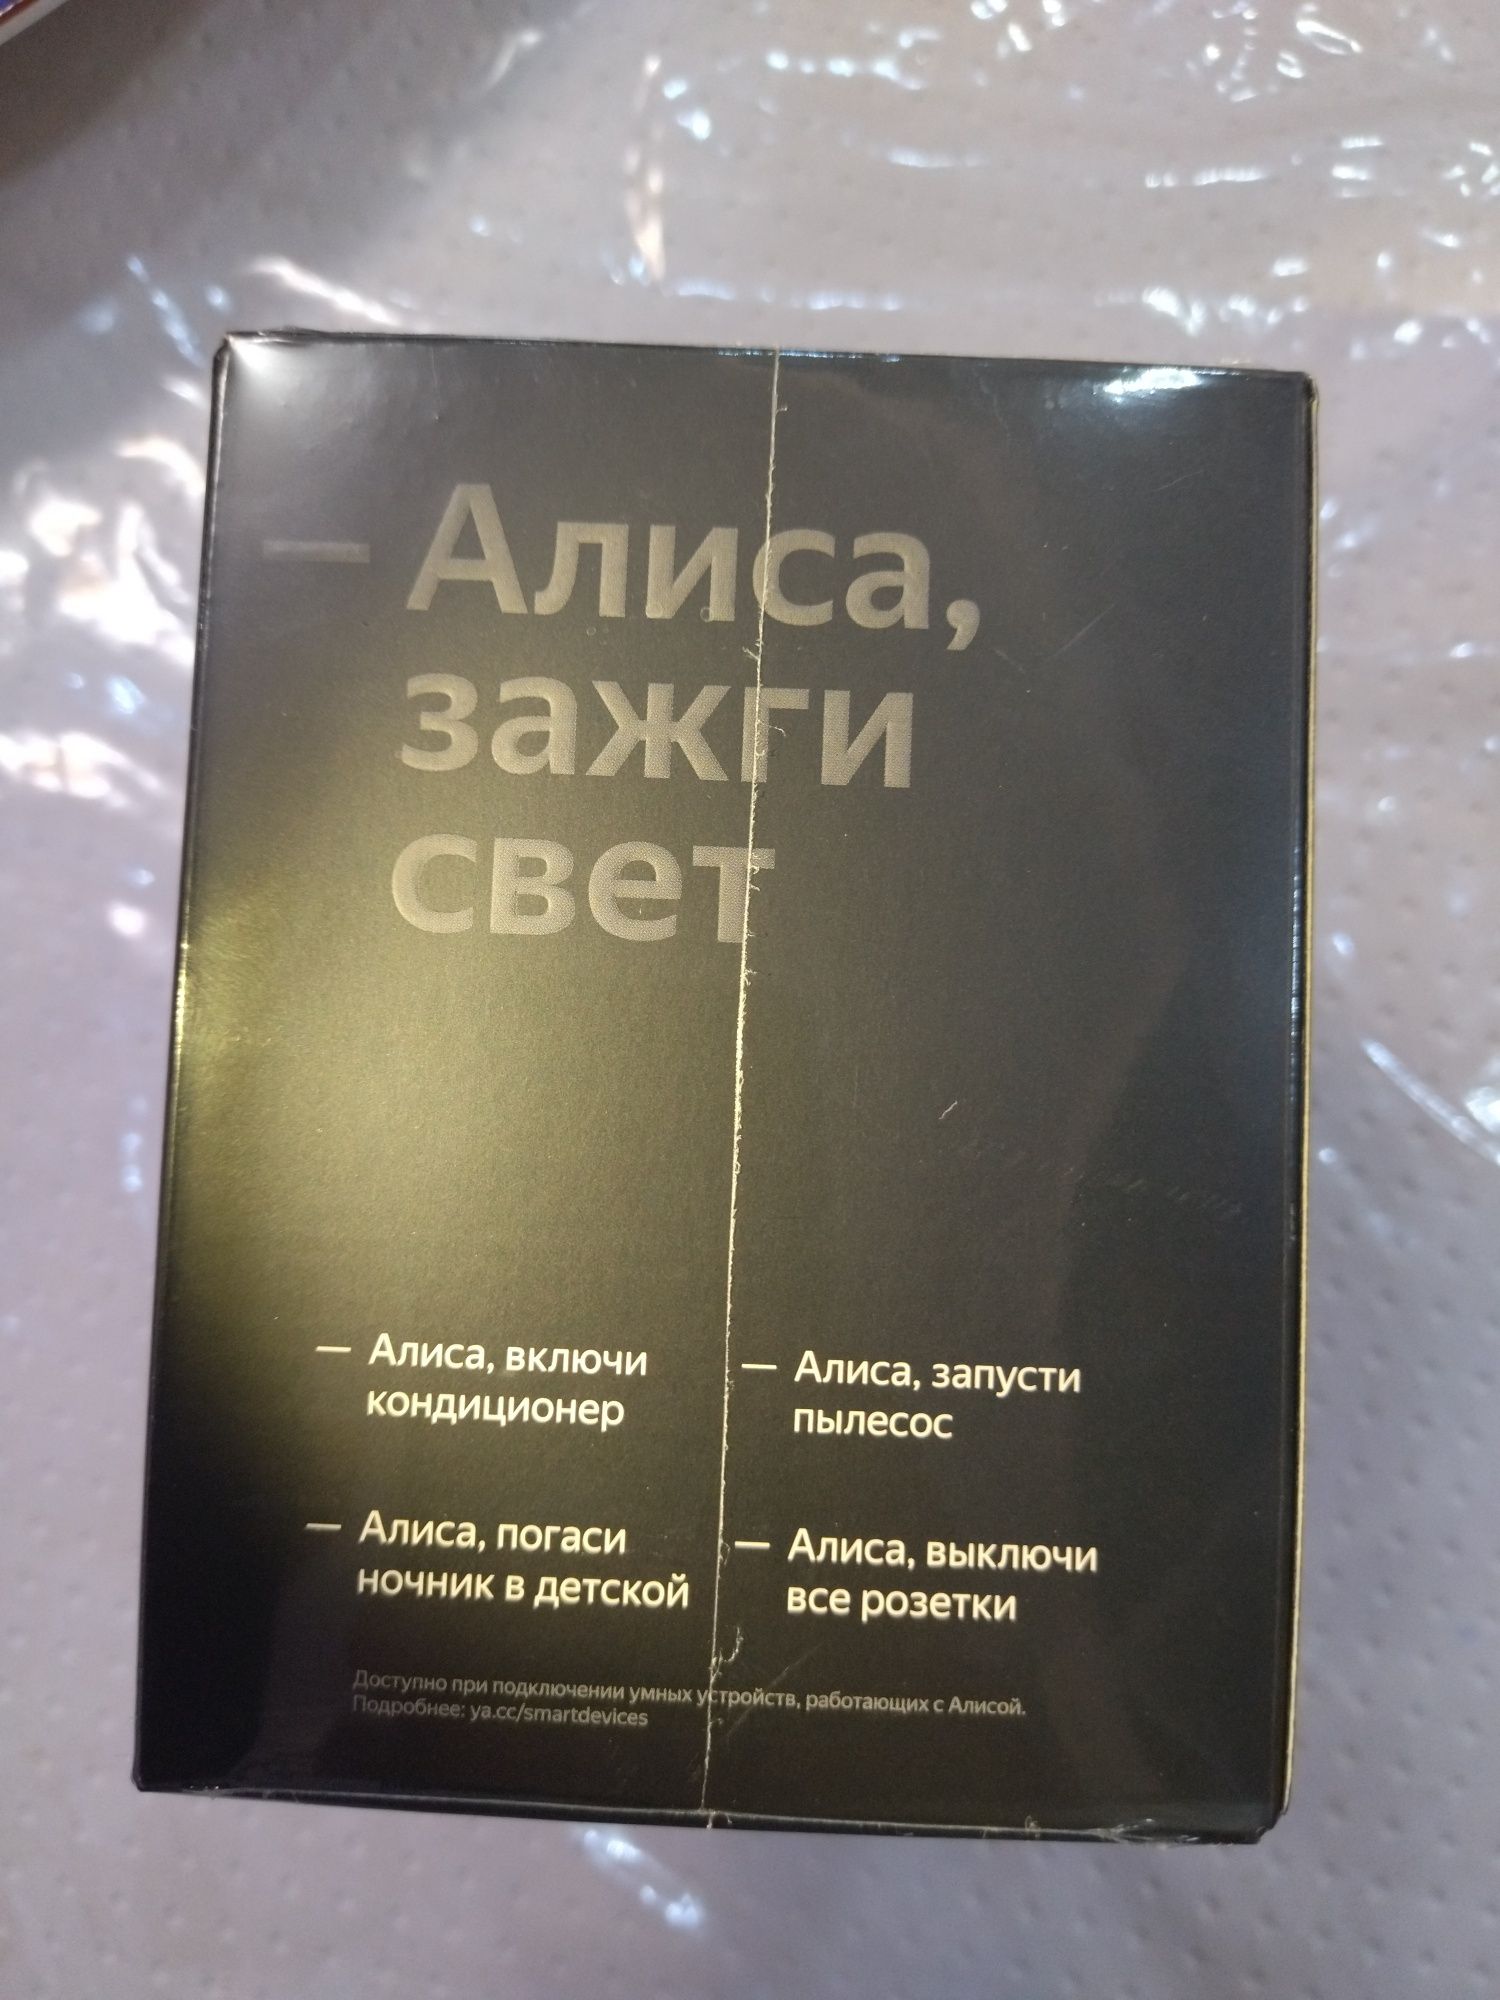 — Алиса,
зажги
свет
— Алиса, включи
кондиционер
— Алиса, запусти
пылесос
— Алиса, погаси
ночник в детской
— Алиса, выключи
все розетки
Доступно при подключении умных устройств, работающих с Алисой.
Подробнее: ya.cc/smartdevices